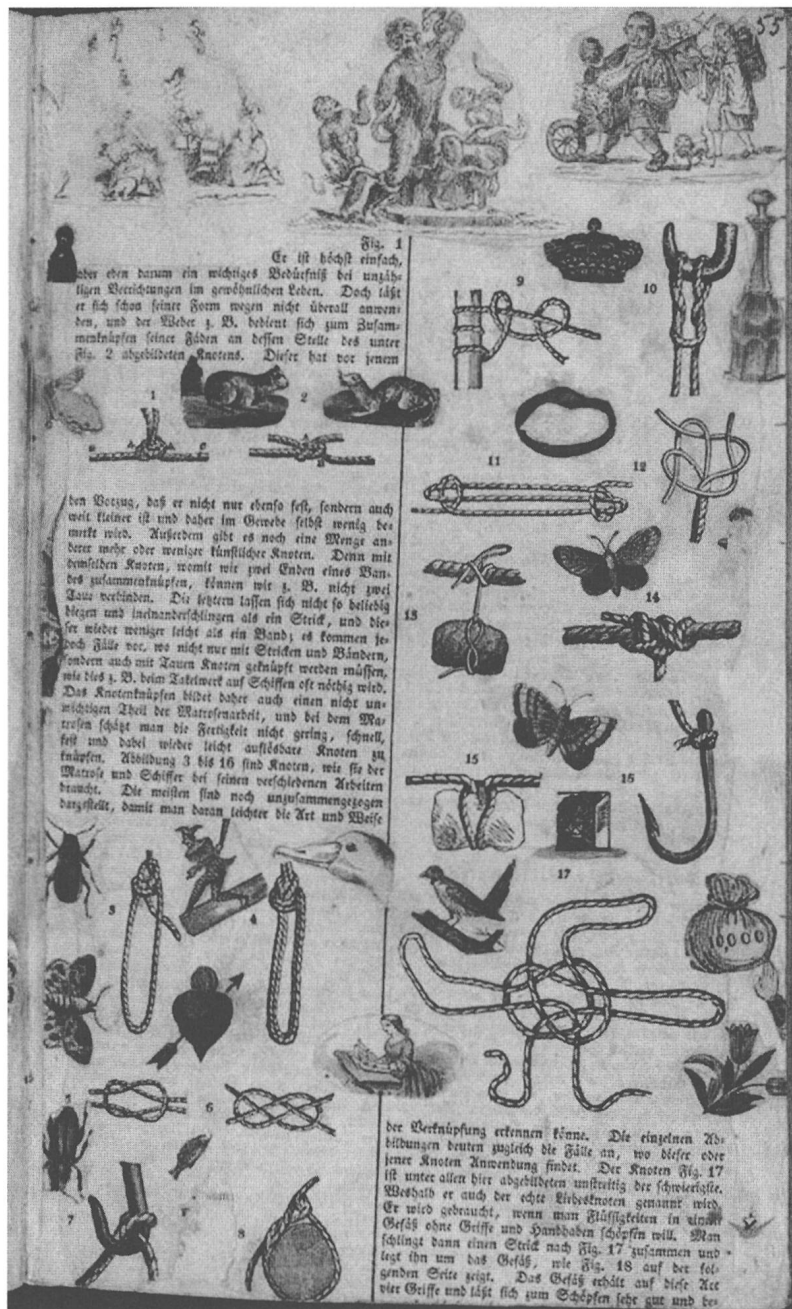 55
Fig. 1
Er ist höchst einfach,
aber eben darum ein wichtiges Bedürfniß bei unzäh-
ligen Verrichtungen im gewöhnlichen Leben. Doch läßt
er sich schon seiner Form wegen nicht überall anwen-
den, und der Weber z. B. bedient sich zum Zusam-
menknüpfen seiner Fäden an dessen Stelle des unter
Fig. 2 abgebildeten Knotens. Dieser hat vor jenem
1
2
den Vorzug, daß er nicht nur ebenso fest, sondern auch
weit kleiner ist und daher im Gewebe selbst wenig be-
merkt wird. Außerdem gibt es noch eine Menge an-
derer mehr oder weniger künstlicher Knoten. Denn mit
demselben Knoten, womit wir zwei Enden eines Ban-
des zusammenknüpfen, können wir z. B. nicht zwei
Taue verbinden. Die letztern lassen sich nicht so beliebig
biegen und ineinanderschlingen als ein Strick, und die-
ser wieder weniger leicht als ein Band; es kommen je-
doch Fälle vor, wo nicht nur mit Stricken und Bändern,
sondern auch mit Tauen Knoten geknüpft werden müssen,
wie dies z. B. beim Takelwerk auf Schiffen oft nöthig wird.
Das Knotenknüpfen bildet daher auch einen nicht un-
wichtigen Theil der Matrosenarbeit, und bei dem Ma-
trosen schätzt man die Fertigkeit nicht gering, schnell,
fest und dabei wieder leicht auflösbare Knoten zu
knüpfen. Abbildung 3 bis 16 sind Knoten, wie sie der
Matrose und Schiffer bei seinen verschiedenen Arbeiten
braucht. Die meisten sind noch unzusammengezogen
dargestellt, damit man daran leichter die Art und Weise
3
4
5
6
7
8
9
10
11
12
13
14
15
16
17
0000
der Verknüpfung erkennen könne. Die einzelnen Ab-
bildungen deuten zugleich die Fälle an, wo dieser oder
jener Knoten Anwendung findet. Der Knoten Fig. 17
ist unter allen hier abgebildeten unstreitig der schwierigste.
Weshalb er auch der echte Liebesknoten genannt wird.
Er wird gebraucht, wenn man Flüssigkeiten in einem
Gefäß ohne Griffe und Handhaben schöpfen will. Man
schlingt dann einen Strick nach Fig. 17 zusammen und
legt ihn um das Gefäß, wie Fig. 18 auf der fol-
genden Seite zeigt. Das Gefäß erhält auf diese Art
vier Griffe und läßt sich zum Schöpfen sehr gut und be-